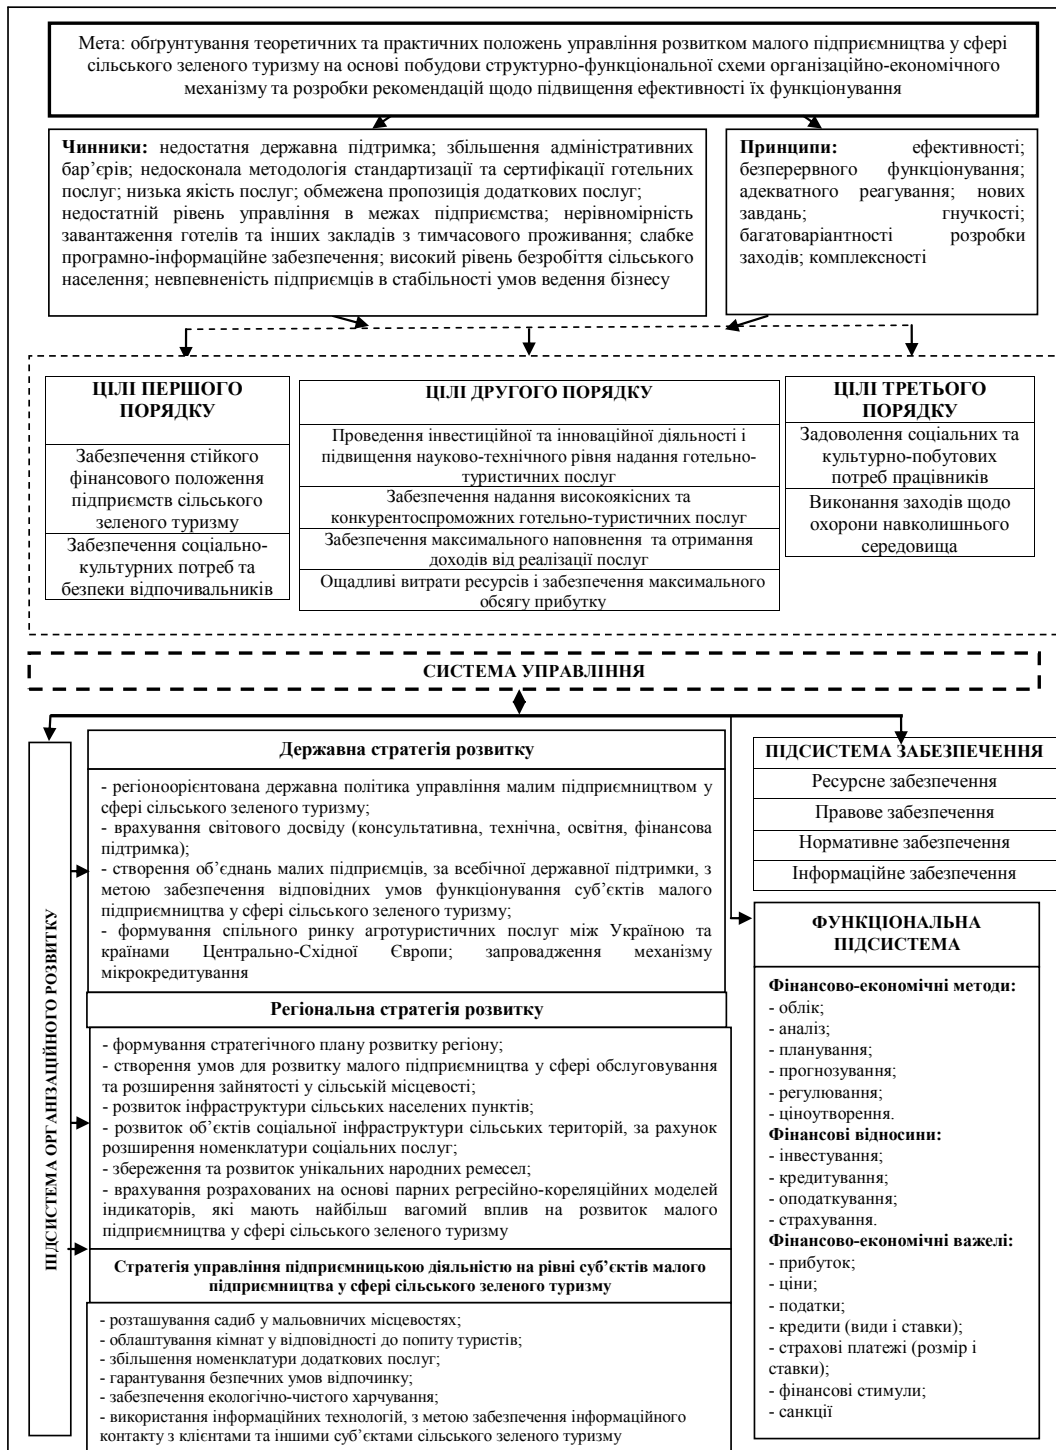 Мета: обґрунтування теоретичних та практичних положень управління розвитком малого підприємництва у сфері
сільського зеленого туризму на основі побудови структурно-функціональної схеми організаційно-економічного
механізму та розробки рекомендацій щодо підвищення ефективності їх функціонування
Чинники: недостатня державна підтримка; збільшення адміністративних
бар’єрів; недосконала методологія стандартизації та сертифікації готельних
послуг; низька якість послуг; обмежена пропозиція додаткових послуг;
недостатній рівень управління в межах підприємства; нерівномірність
завантаження готелів та інших закладів з тимчасового проживання; слабке
програмно-інформаційне забезпечення; високий рівень безробіття сільського
населення; невпевненість підприємців в стабільності умов ведення бізнесу
Принципи: ефективності;
безперервного функціонування;
адекватного реагування; нових
завдань; гнучкості;
багатоваріантності розробки
заходів; комплексності
ЦІЛІ ПЕРШОГО
ПОРЯДКУ
Забезпечення стійкого
фінансового положення
підприємств сільського
зеленого туризму
Забезпечення соціально-
культурних потреб та
безпеки відпочивальників
ЦІЛІ ДРУГОГО ПОРЯДКУ
Проведення інвестиційної та інноваційної діяльності і
підвищення науково-технічного рівня надання готельно-
туристичних послуг
Забезпечення надання високоякісних та
конкурентоспроможних готельно-туристичних послуг
Забезпечення максимального наповнення та отримання
доходів від реалізації послуг
Ощадливі витрати ресурсів і забезпечення максимального
обсягу прибутку
ЦІЛІ ТРЕТЬОГО
ПОРЯДКУ
Задоволення соціальних та
культурно-побутових
потреб працівників
Виконання заходів щодо
охорони навколишнього
середовища
СИСТЕМА УПРАВЛІННЯ
ПІДСИСТЕМА ОРГАНІЗАЦІЙНОГО РОЗВИТКУ
Державна стратегія розвитку
- регіоноорієнтована державна політика управління малим підприємництвом у
сфері сільського зеленого туризму;
- врахування світового досвіду (консультативна, технічна, освітня, фінансова
підтримка);
- створення об’єднань малих підприємців, за всебічної державної підтримки, з
метою забезпечення відповідних умов функціонування суб’єктів малого
підприємництва у сфері сільського зеленого туризму;
- формування спільного ринку агротуристичних послуг між Україною та
країнами Центрально-Східної Європи; запровадження механізму
мікрокредитування
Регіональна стратегія розвитку
- формування стратегічного плану розвитку регіону;
- створення умов для розвитку малого підприємництва у сфері обслуговування
та розширення зайнятості у сільській місцевості;
- розвиток інфраструктури сільських населених пунктів;
- розвиток об’єктів соціальної інфраструктури сільських територій, за рахунок
розширення номенклатури соціальних послуг;
- збереження та розвиток унікальних народних ремесел;
- врахування розрахованих на основі парних регресійно-кореляційних моделей
індикаторів, які мають найбільш вагомий вплив на розвиток малого
підприємництва у сфері сільського зеленого туризму
Стратегія управління підприємницькою діяльністю на рівні суб’єктів малого
підприємництва у сфері сільського зеленого туризму
- розташування садиб у мальовничих місцевостях;
- облаштування кімнат у відповідності до попиту туристів;
- збільшення номенклатури додаткових послуг;
- гарантування безпечних умов відпочинку;
- забезпечення екологічно-чистого харчування;
- використання інформаційних технологій, з метою забезпечення інформаційного
контакту з клієнтами та іншими суб’єктами сільського зеленого туризму
ПІДСИСТЕМА ЗАБЕЗПЕЧЕННЯ
Ресурсне забезпечення
Правове забезпечення
Нормативне забезпечення
Інформаційне забезпечення
ФУНКЦІОНАЛЬНА
ПІДСИСТЕМА
Фінансово-економічні методи:
- облік;
- аналіз;
- планування;
- прогнозування;
- регулювання;
- ціноутворення.
Фінансові відносини:
- інвестування;
- кредитування;
- оподаткування;
- страхування.
Фінансово-економічні важелі:
- прибуток;
- ціни;
- податки;
- кредити (види і ставки);
- страхові платежі (розмір і
ставки);
- фінансові стимули;
- санкції